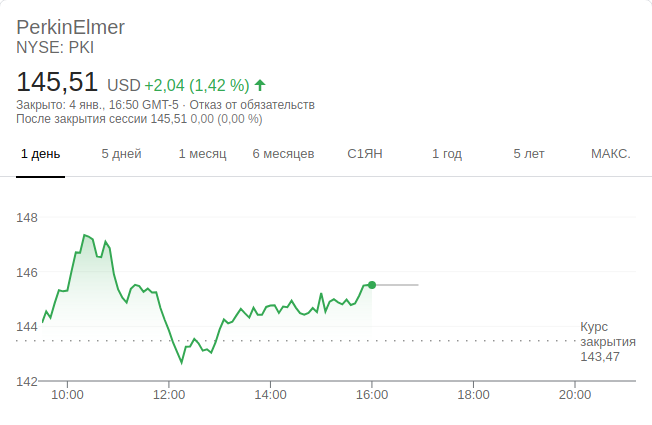 PerkinElmer
NYSE: PKI
145,51 USD +2,04 (1,42 %)
Закрыто: 4 янв., 16:50 GMT-5 · Отказ от обязательств
После закрытия сессии 145,51 0,00 (0,00 %)
1 день 5 дней 1 месяц 6 месяцев С1ЯН 1 год 5 лет МАКС.
148
146
144
Курс
закрытия
143,47
142
10:00 12:00 14:00 16:00 18:00 20:00